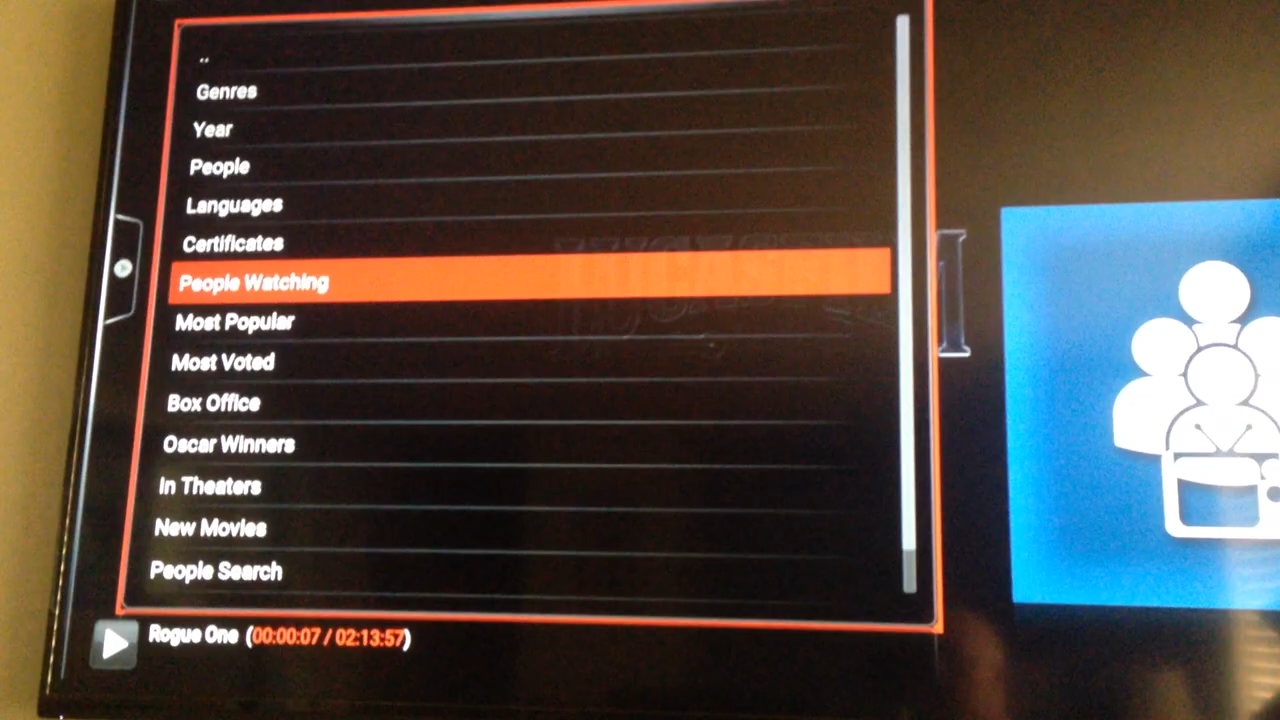 ..
Genres
Year
People
Languages
Certificates
People Watching
Most Popular
Most Voted
Box Office
Oscar Winners
In Theaters
New Movies
People Search
Rogue One (00:00:07 / 02:13:57)